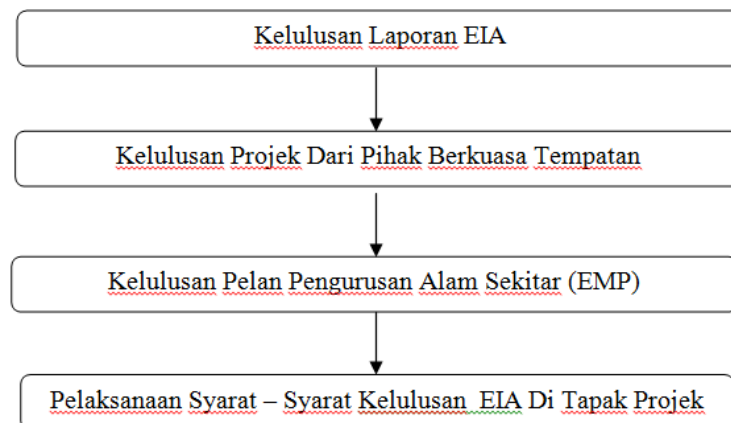 Kelulusan Laporan EIA
Kelulusan Projek Dari Pihak Berkuasa Tempatan
Kelulusan Pelan Pengurusan Alam Sekitar (EMP)
Pelaksanaan Syarat – Syarat Kelulusan EIA Di Tapak Projek